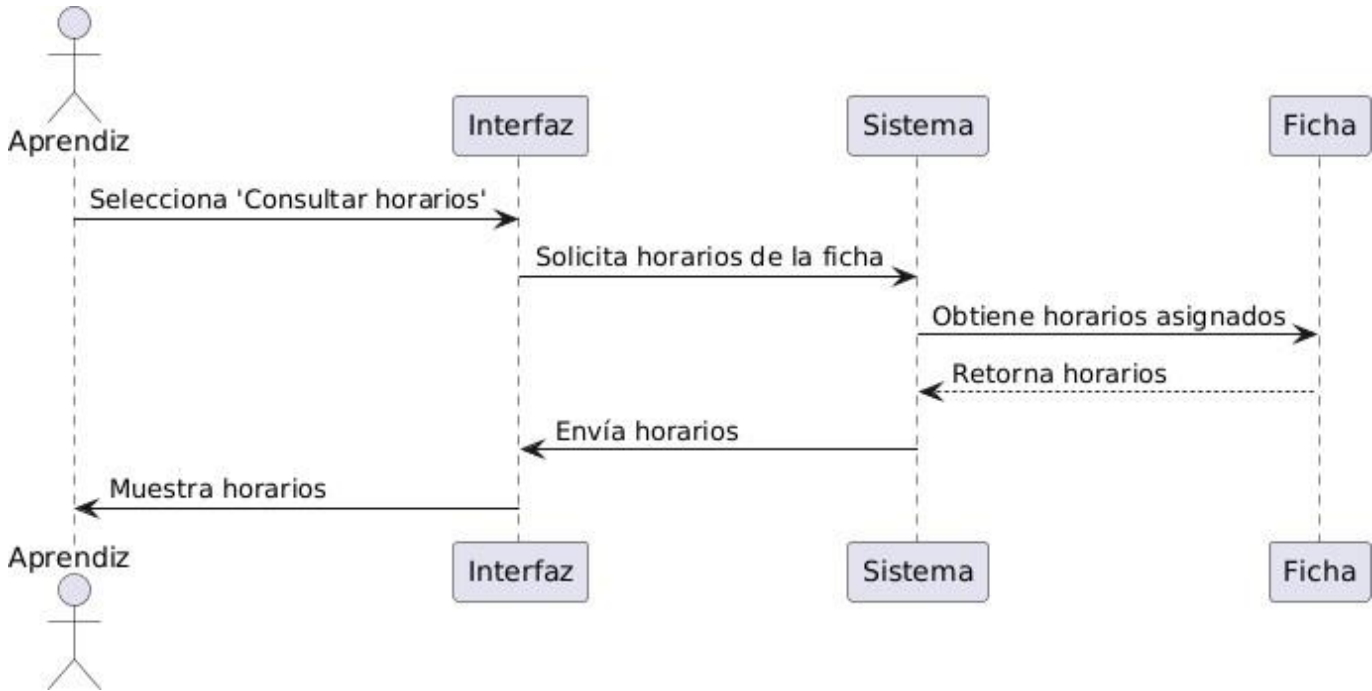 Aprendiz
Interfaz
Sistema
Ficha
Selecciona 'Consultar horarios'
Solicita horarios de la ficha
Obtiene horarios asignados
Retorna horarios
Envía horarios
Muestra horarios
Aprendiz
Interfaz
Sistema
Ficha